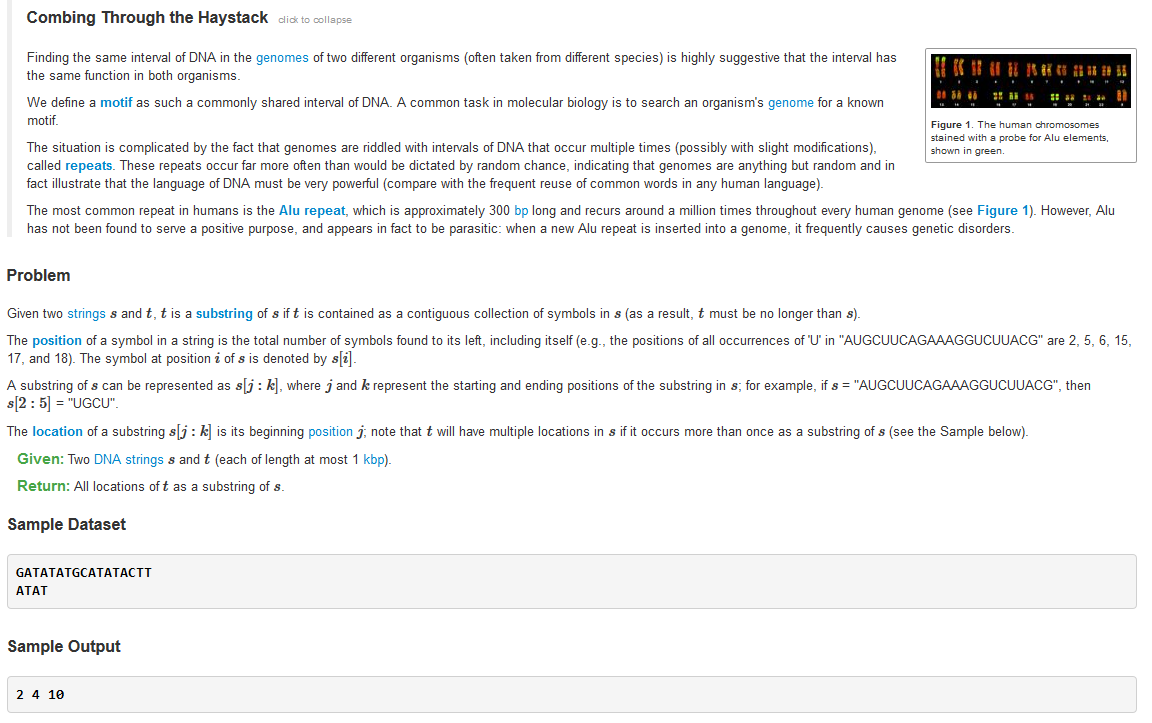 Combing Through the Haystack click to collapse
Finding the same interval of DNA in the genomes of two different organisms (often taken from different species) is highly suggestive that the interval has
the same function in both organisms.
We define a motif as such a commonly shared interval of DNA. A common task in molecular biology is to search an organism's genome for a known
motif.
The situation is complicated by the fact that genomes are riddled with intervals of DNA that occur multiple times (possibly with slight modifications),
called repeats. These repeats occur far more often than would be dictated by random chance, indicating that genomes are anything but random and in
fact illustrate that the language of DNA must be very powerful (compare with the frequent reuse of common words in any human language).
The most common repeat in humans is the Alu repeat, which is approximately 300 bp long and recurs around a million times throughout every human genome (see Figure 1). However, Alu
has not been found to serve a positive purpose, and appears in fact to be parasitic: when a new Alu repeat is inserted into a genome, it frequently causes genetic disorders.
Figure 1. The human chromosomes
stained with a probe for Alu elements,
shown in green.
Problem
Given two strings s and t, t is a substring of s if t is contained as a contiguous collection of symbols in s (as a result, t must be no longer than s).
The position of a symbol in a string is the total number of symbols found to its left, including itself (e.g., the positions of all occurrences of 'U' in "AUGCUUCAGAAAGGUCUUACG" are 2, 5, 6, 15,
17, and 18). The symbol at position i of s is denoted by s[i].
A substring of s can be represented as s[j : k], where j and k represent the starting and ending positions of the substring in s; for example, if s = "AUGCUUCAGAAAGGUCUUACG", then
s[2 : 5] = "UGCU".
The location of a substring s[j : k] is its beginning position j; note that t will have multiple locations in s if it occurs more than once as a substring of s (see the Sample below).
Given: Two DNA strings s and t (each of length at most 1 kbp).
Return: All locations of t as a substring of s.
Sample Dataset
GATATATGCATATACTT
ATAT
Sample Output
2 4 10